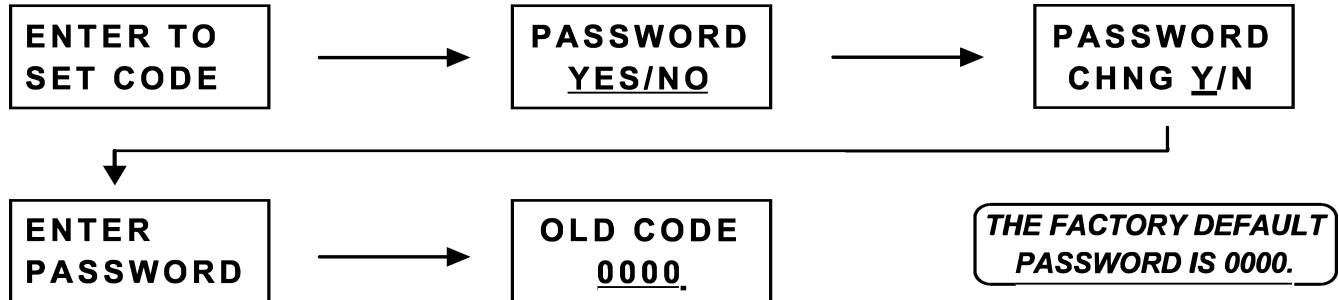 ENTER TO
SET CODE
PASSWORD
YES/NO
PASSWORD
CHNG Y/N
ENTER
PASSWORD
OLD CODE
0000.
THE FACTORY DEFAULT
PASSWORD IS 0000.